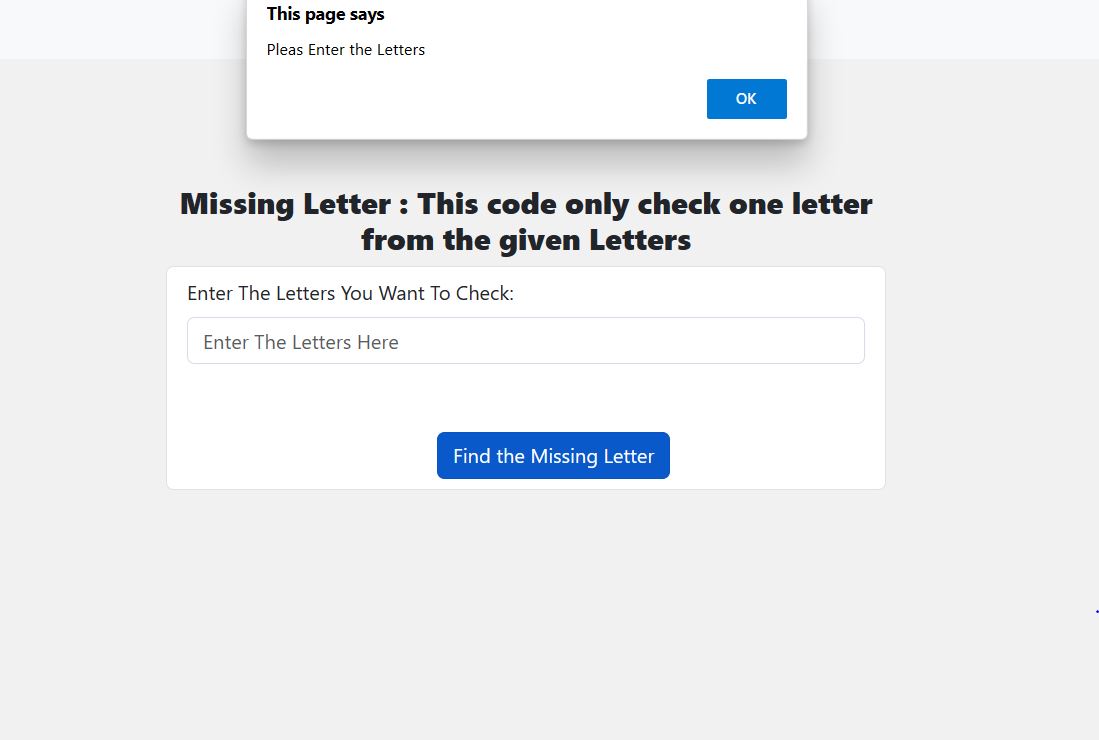 This page says
Pleas Enter the Letters
OK
Missing Letter : This code only check one letter
from the given Letters
Enter The Letters You Want To Check:
Enter The Letters Here
Find the Missing Letter